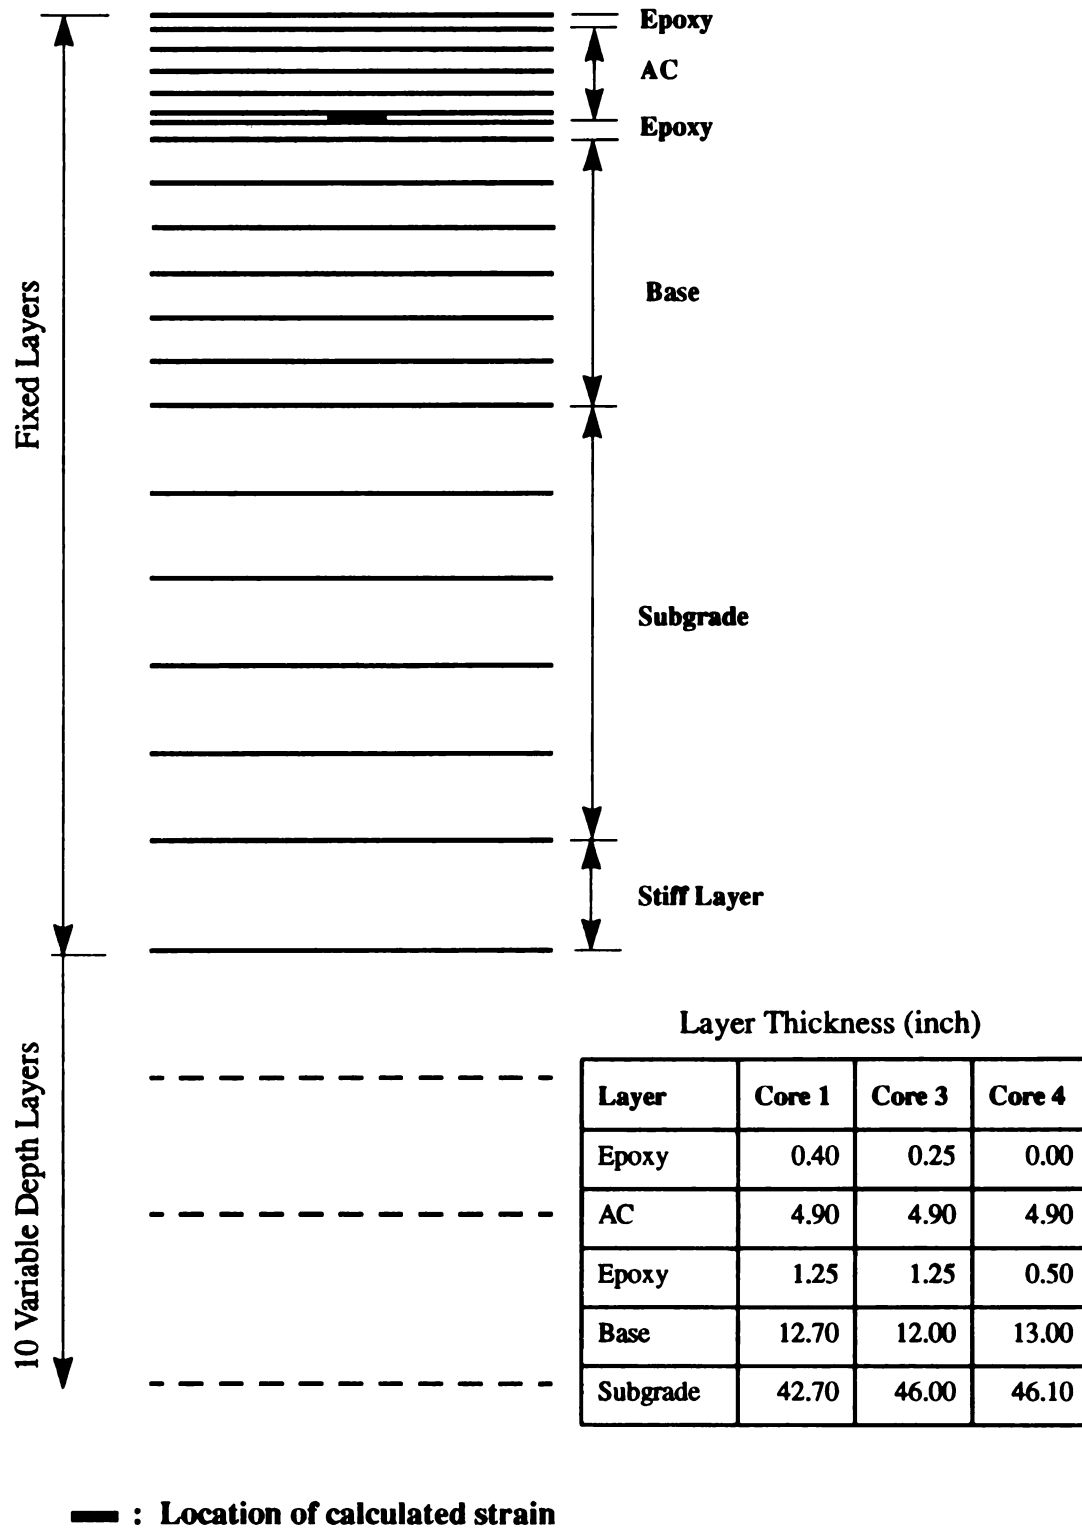 Epoxy
AC
Epoxy
Base
Fixed Layers
Subgrade
Stiff Layer
10 Variable Depth Layers
Layer Thickness (inch)
Layer Core 1 Core 3 Core 4
Epoxy 0.40 0.25 0.00
AC 4.90 4.90 4.90
Epoxy 1.25 1.25 0.50
Base 12.70 12.00 13.00
Subgrade 42.70 46.00 46.10
: Location of calculated strain